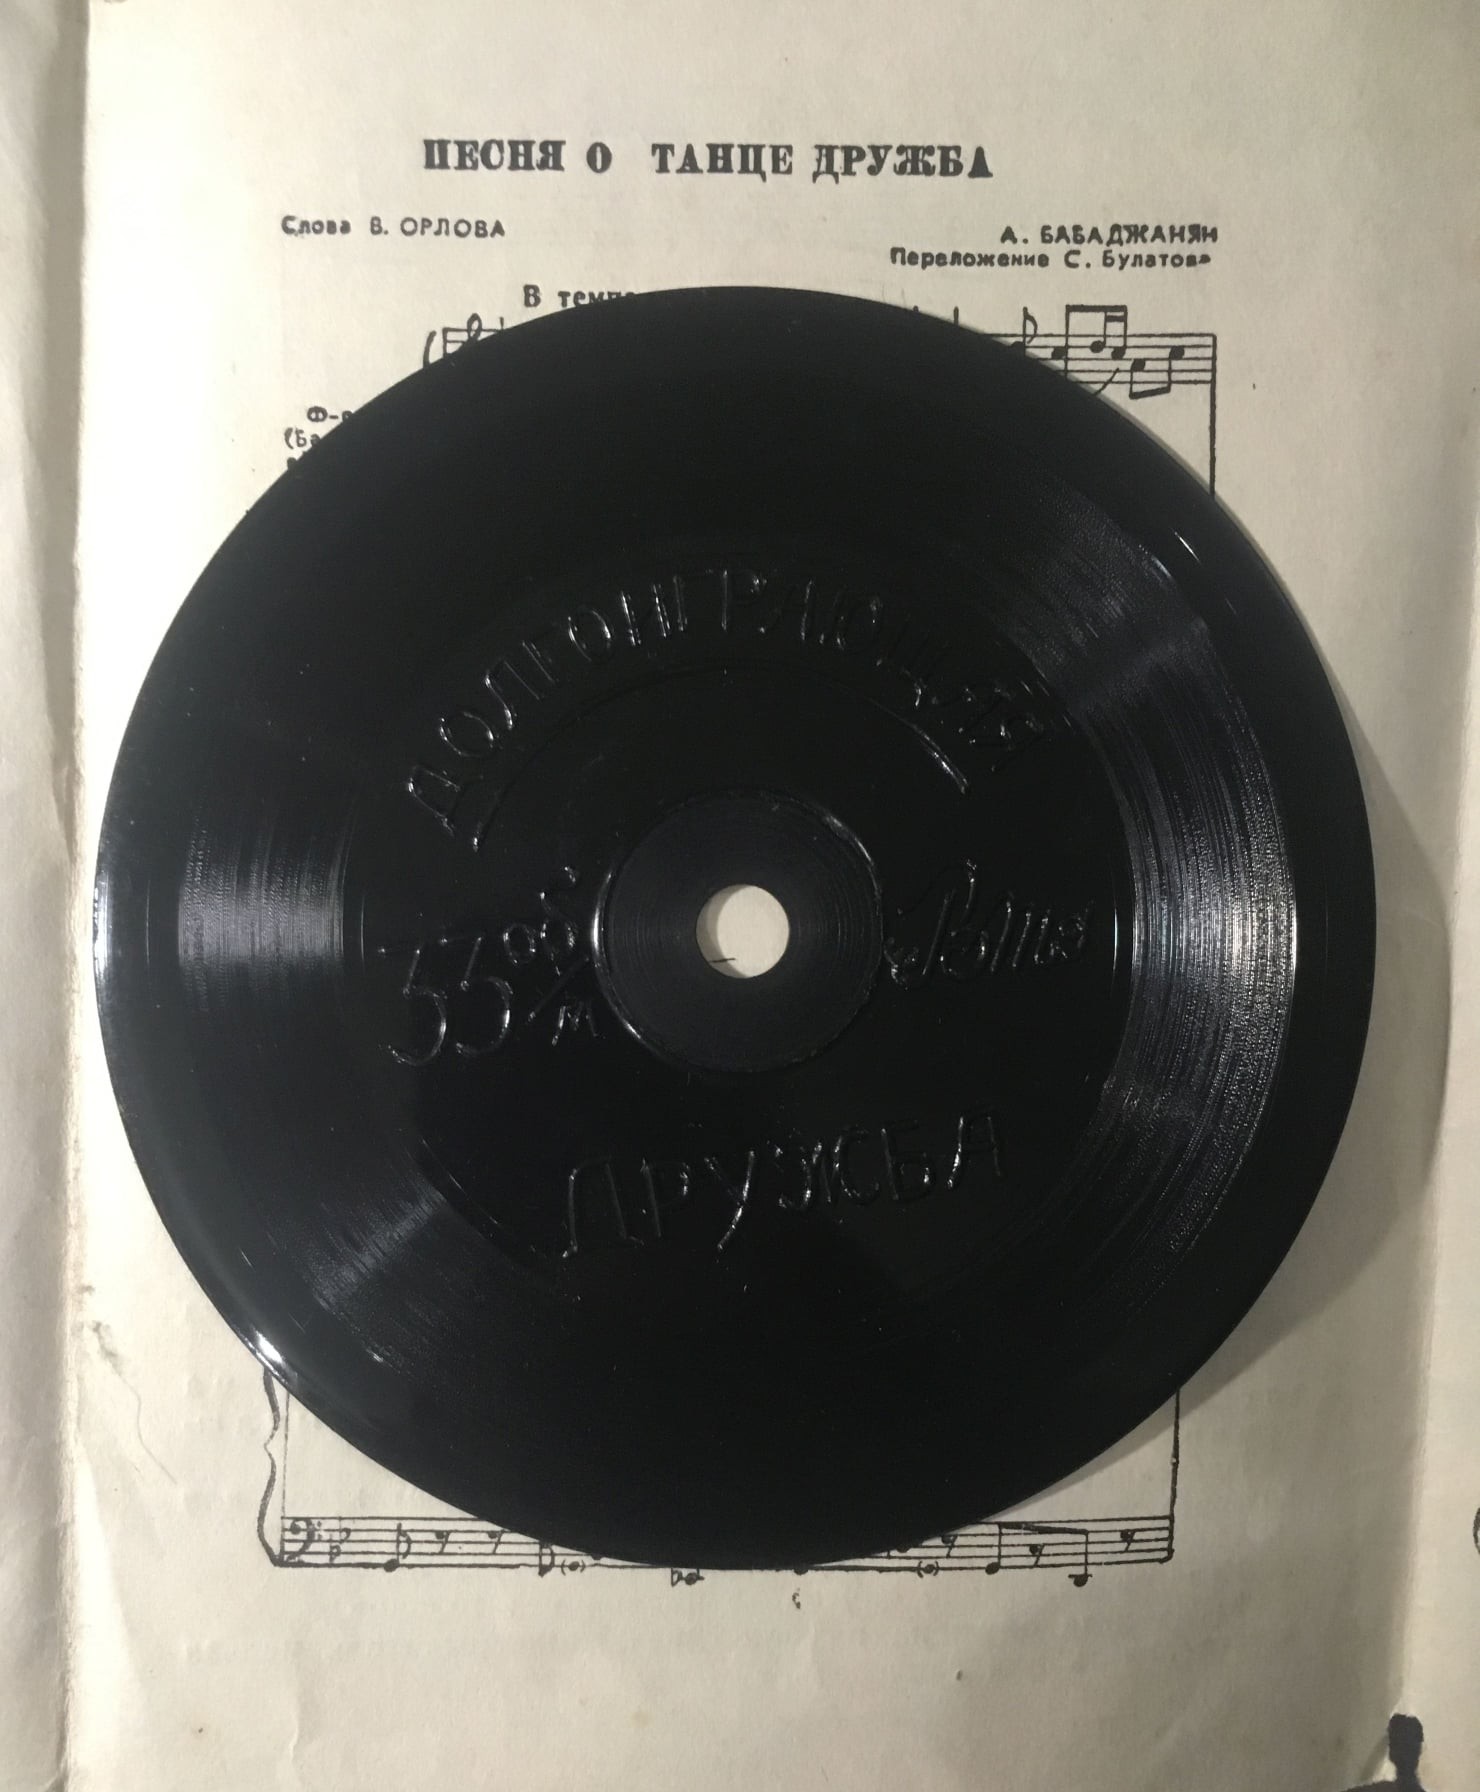 ПЕСНЯ О ТАНЦЕ ДРУЖБА
Слова В. ОРЛОВА
А. БАБАДЖАНЯН
Переложение С. Булатова
В
ДОЛГОИГРАЮЩАЯ
33 об/м
ДРУЖБА